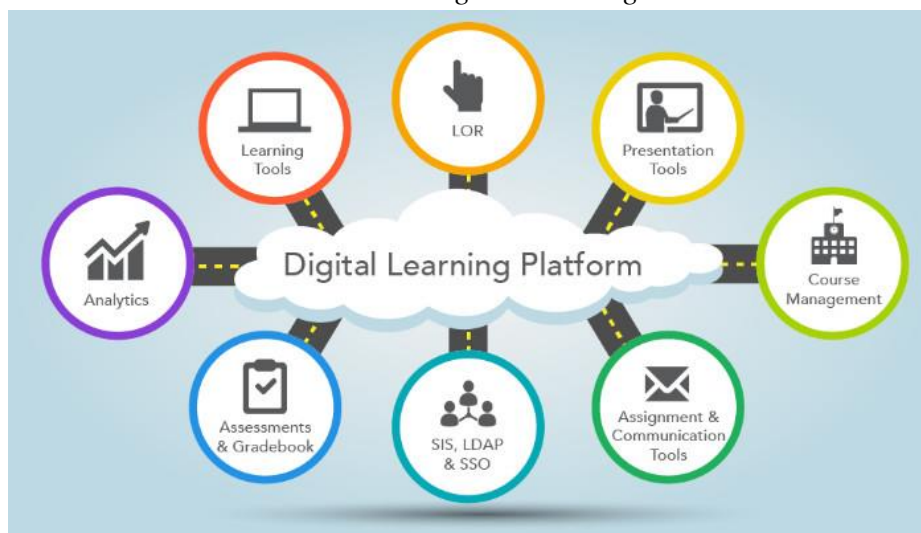 LOR
Learning
Tools
Presentation
Tools
Digital Learning Platform
Analytics
Course
Management
Assessments
& Gradebook
SIS, LDAP
& SSO
Assignment &
Communication
Tools